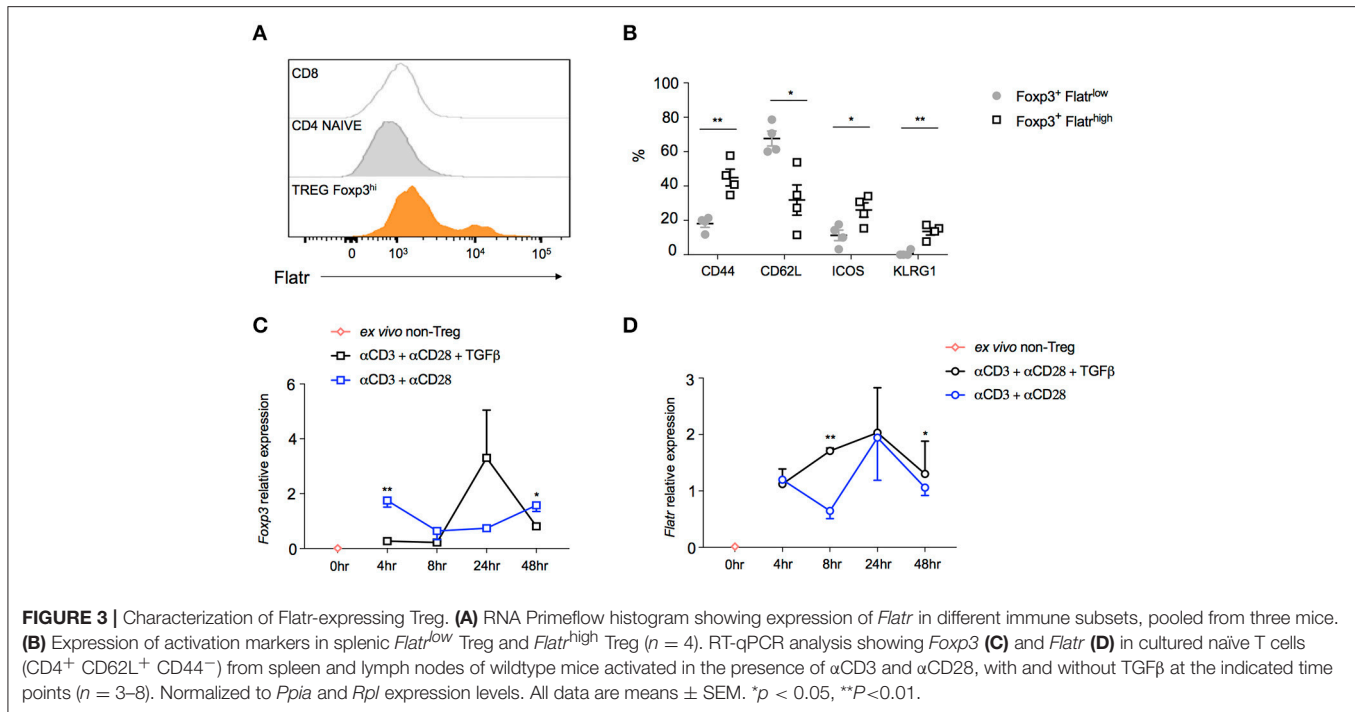 A
CD8
CD4 NAIVE
TREG Foxp3hi
0 10³ 10⁴ 10⁵
Flatr
B
100
80
60
40
20
0
%
** * * **
CD44 CD62L ICOS KLRG1
Foxp3⁺ Flatrlow
Foxp3⁺ Flatrhigh
C
ex vivo non-Treg
αCD3 + αCD28 + TGFβ
αCD3 + αCD28
6
4
2
0
Foxp3 relative expression
** *
0hr 4hr 8hr 24hr 48hr
D
ex vivo non-Treg
αCD3 + αCD28 + TGFβ
αCD3 + αCD28
3
2
1
0
Flatr relative expression
** *
0hr 4hr 8hr 24hr 48hr
FIGURE 3 | Characterization of Flatr-expressing Treg. (A) RNA Primeflow histogram showing expression of Flatr in different immune subsets, pooled from three mice.
(B) Expression of activation markers in splenic Flatrlow Treg and Flatrhigh Treg (n = 4). RT-qPCR analysis showing Foxp3 (C) and Flatr (D) in cultured naïve T cells
(CD4⁺ CD62L⁺ CD44⁻) from spleen and lymph nodes of wildtype mice activated in the presence of αCD3 and αCD28, with and without TGFβ at the indicated time
points (n = 3–8). Normalized to Ppia and Rpl expression levels. All data are means ± SEM. *p < 0.05, **P<0.01.